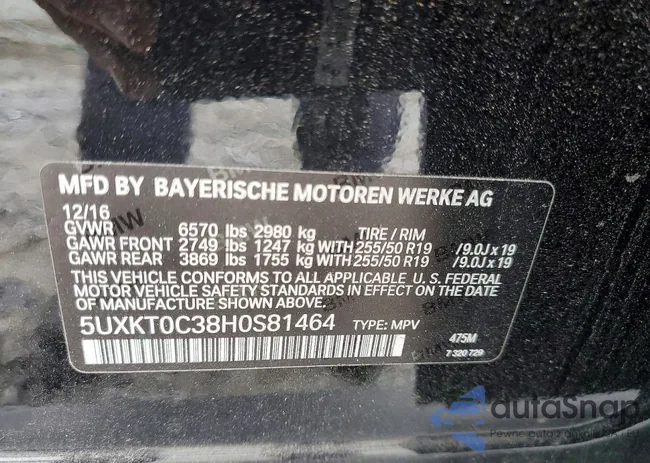 MFD BY BAYERISCHE MOTOREN WERKE AG
12/16
GVWR 6570 lbs 2980 kg TIRE / RIM
GAWR FRONT 2749 lbs 1247 kg WITH 255/50 R19 /9.0J x 19
GAWR REAR 3869 lbs 1755 kg WITH 255/50 R19 /9.0J x 19
THIS VEHICLE CONFORMS TO ALL APPLICABLE U. S. FEDERAL
MOTOR VEHICLE SAFETY STANDARDS IN EFFECT ON THE DATE
OF MANUFACTURE SHOWN ABOVE.
5UXKT0C38H0S81464 TYPE: MPV 475M
7 320 729
autoSnap